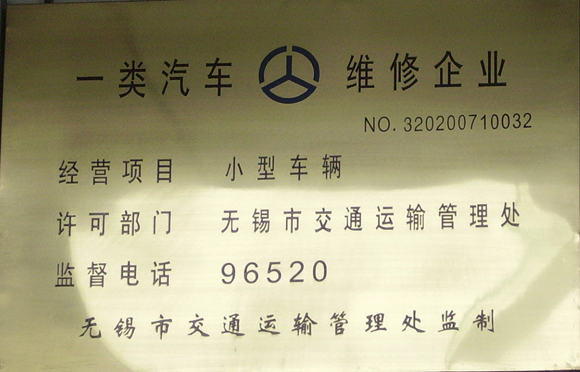 一类汽车 维修企业
NO. 320200710032
经营项目 小型车辆
许可部门 无锡市交通运输管理处
监督电话 96520
无锡市交通运输管理处监制